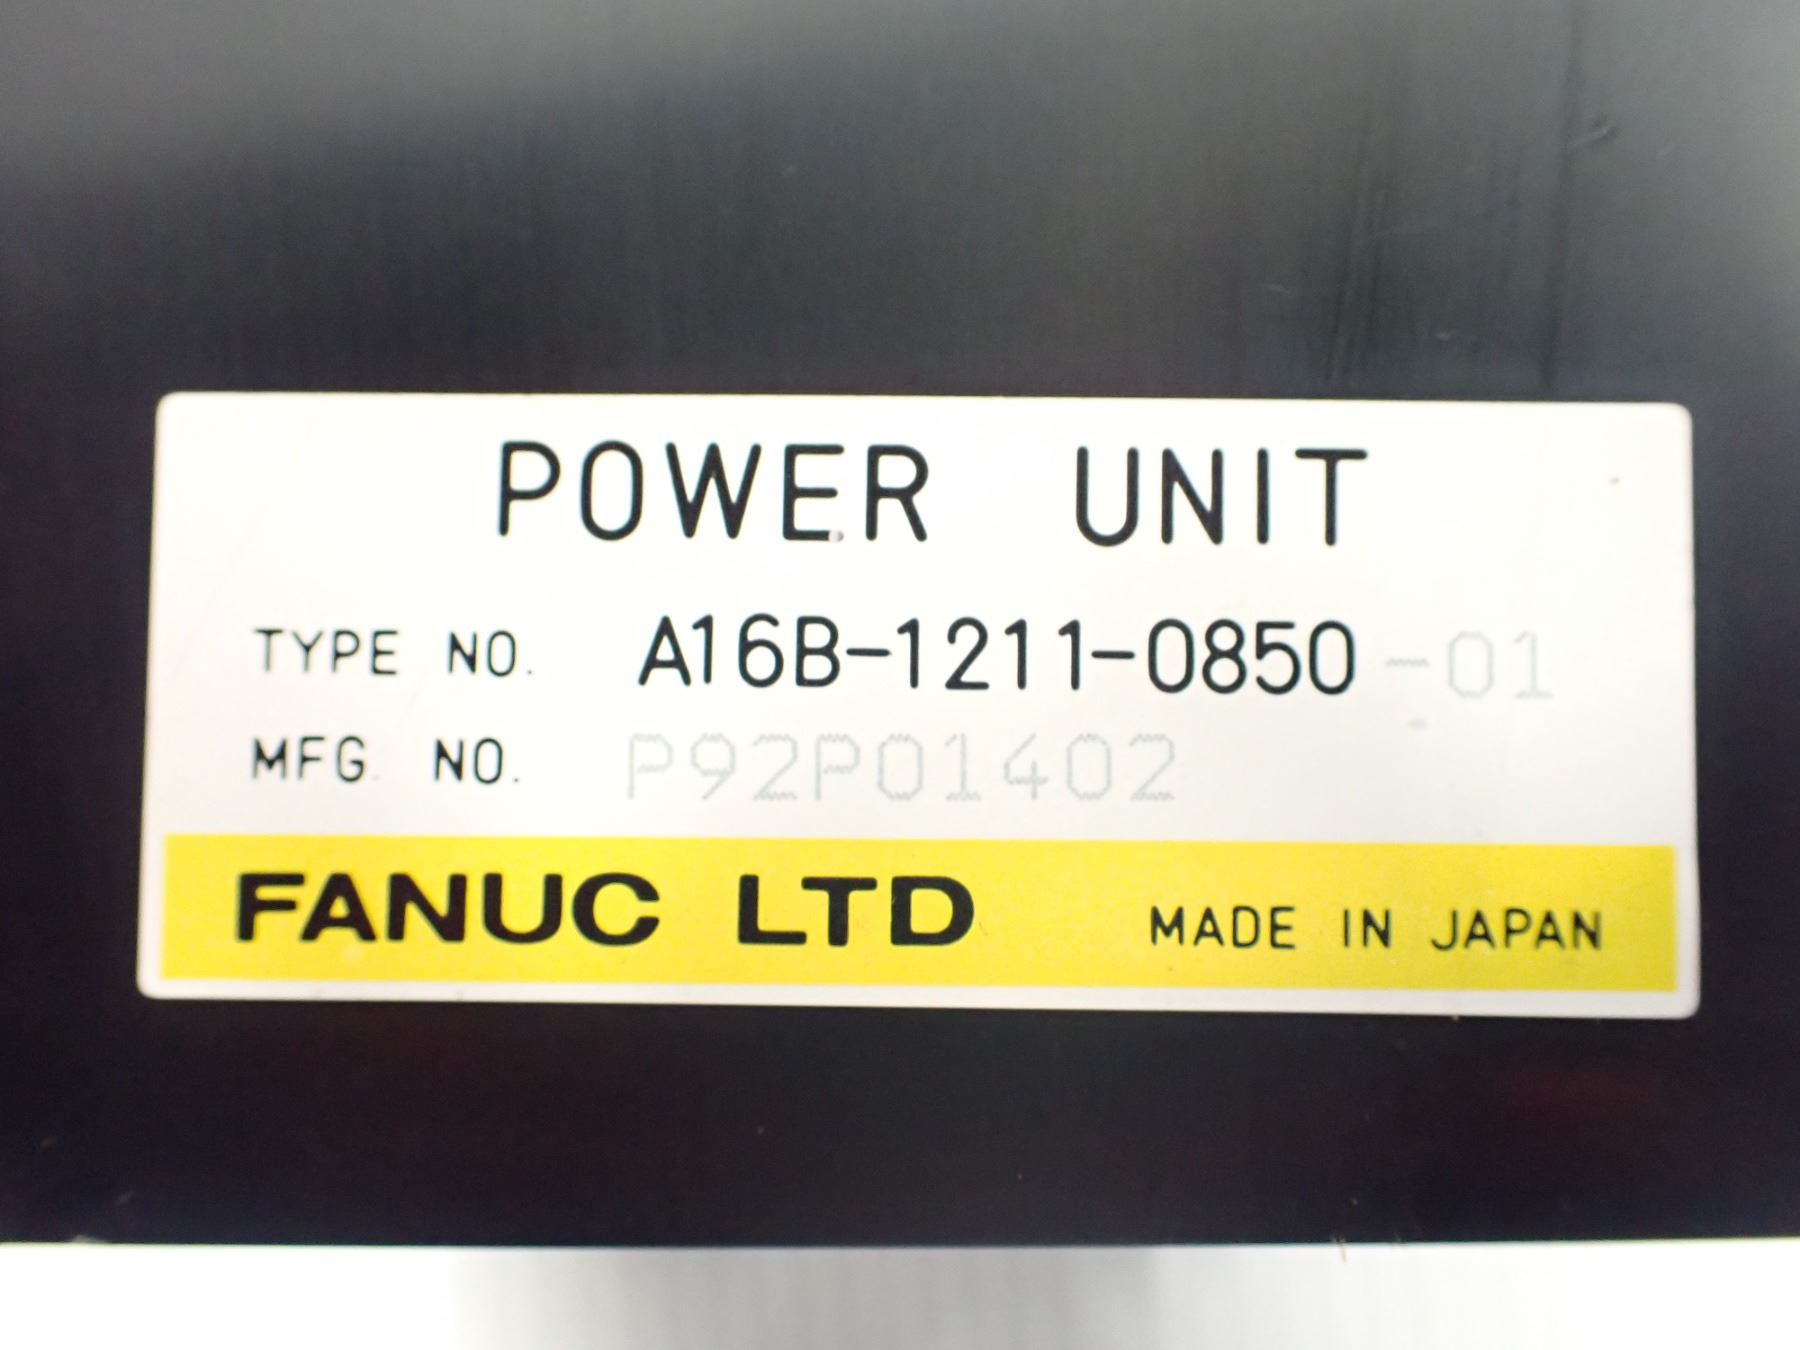 POWER UNIT
TYPE NO. A16B-1211-0850-01
MFG. NO. P92P01402
FANUC LTD MADE IN JAPAN